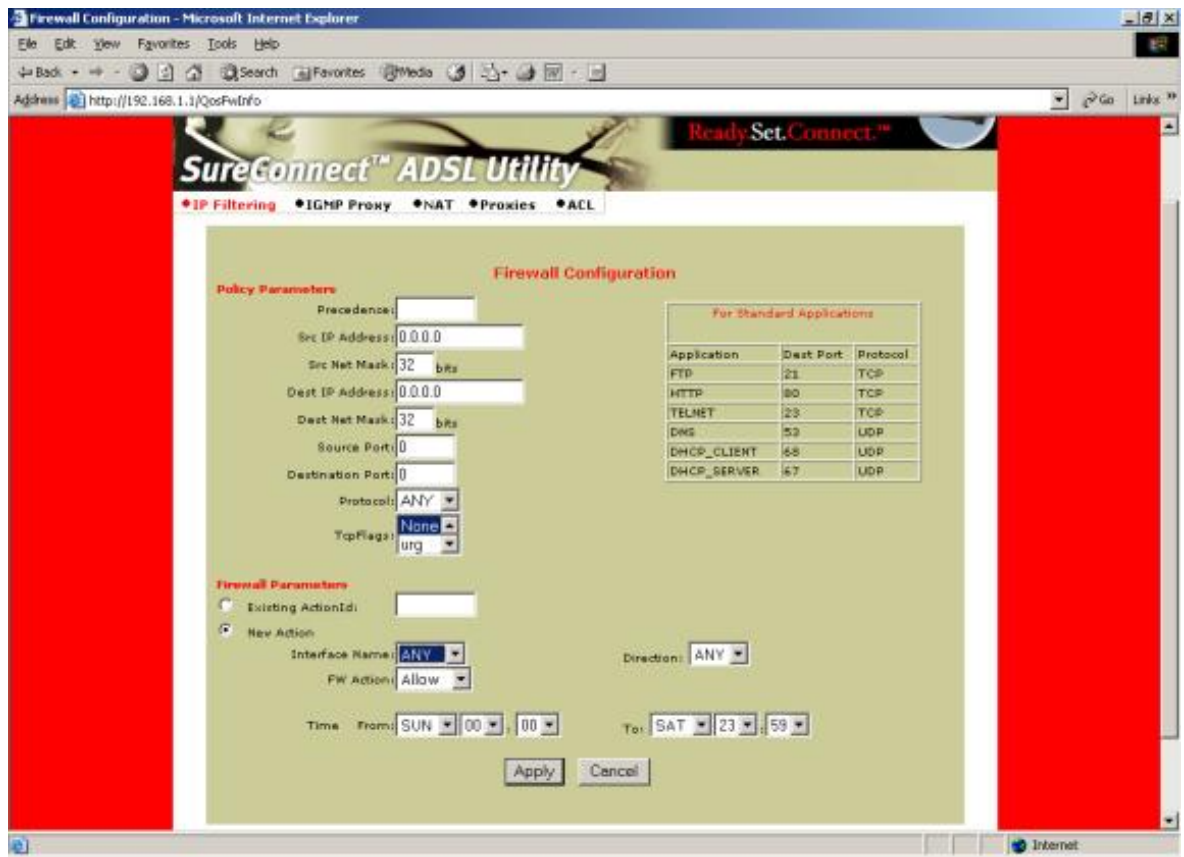 Firewall Configuration - Microsoft Internet Explorer
File Edit View Favorites Tools Help
Back Search Favorites Media
Address http://192.168.1.1/QosFwInfo Go Links »
Ready.Set.Connect.™
SureConnect™ ADSL Utility
IP Filtering IGMP Proxy NAT Proxies ACL
Firewall Configuration
Policy Parameters
Precedence:
Src IP Address: 0.0.0.0
Src Net Mask: 32 bits
Dest IP Address: 0.0.0.0
Dest Net Mask: 32 bits
Source Port: 0
Destination Port: 0
Protocol: ANY
TcpFlags: None
urg
For Standard Applications
Application Dest Port Protocol
FTP 21 TCP
HTTP 80 TCP
TELNET 23 TCP
DNS 53 UDP
DHCP_CLIENT 68 UDP
DHCP_SERVER 67 UDP
Firewall Parameters
Existing ActionId:
New Action
Interface Name: ANY Direction: ANY
FW Action: Allow
Time From: SUN 00 : 00 To: SAT 23 : 59
Apply Cancel
Internet